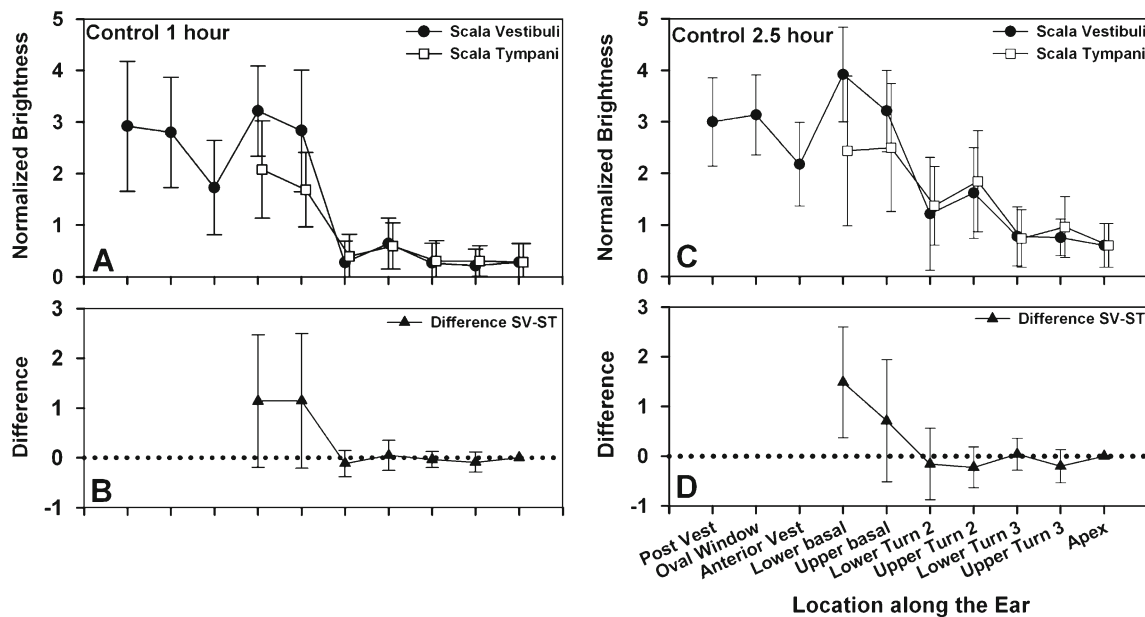 Control 1 hour
Scala Vestibuli
Scala Tympani
Normalized Brightness
5
4
3
2
1
0
A
Difference SV-ST
Difference
3
2
1
0
-1
B
Control 2.5 hour
Scala Vestibuli
Scala Tympani
Normalized Brightness
5
4
3
2
1
0
C
Difference SV-ST
Difference
3
2
1
0
-1
D
Post Vest
Oval Window
Anterior Vest
Lower basal
Upper basal
Lower Turn 2
Upper Turn 2
Lower Turn 3
Upper Turn 3
Apex
Location along the Ear